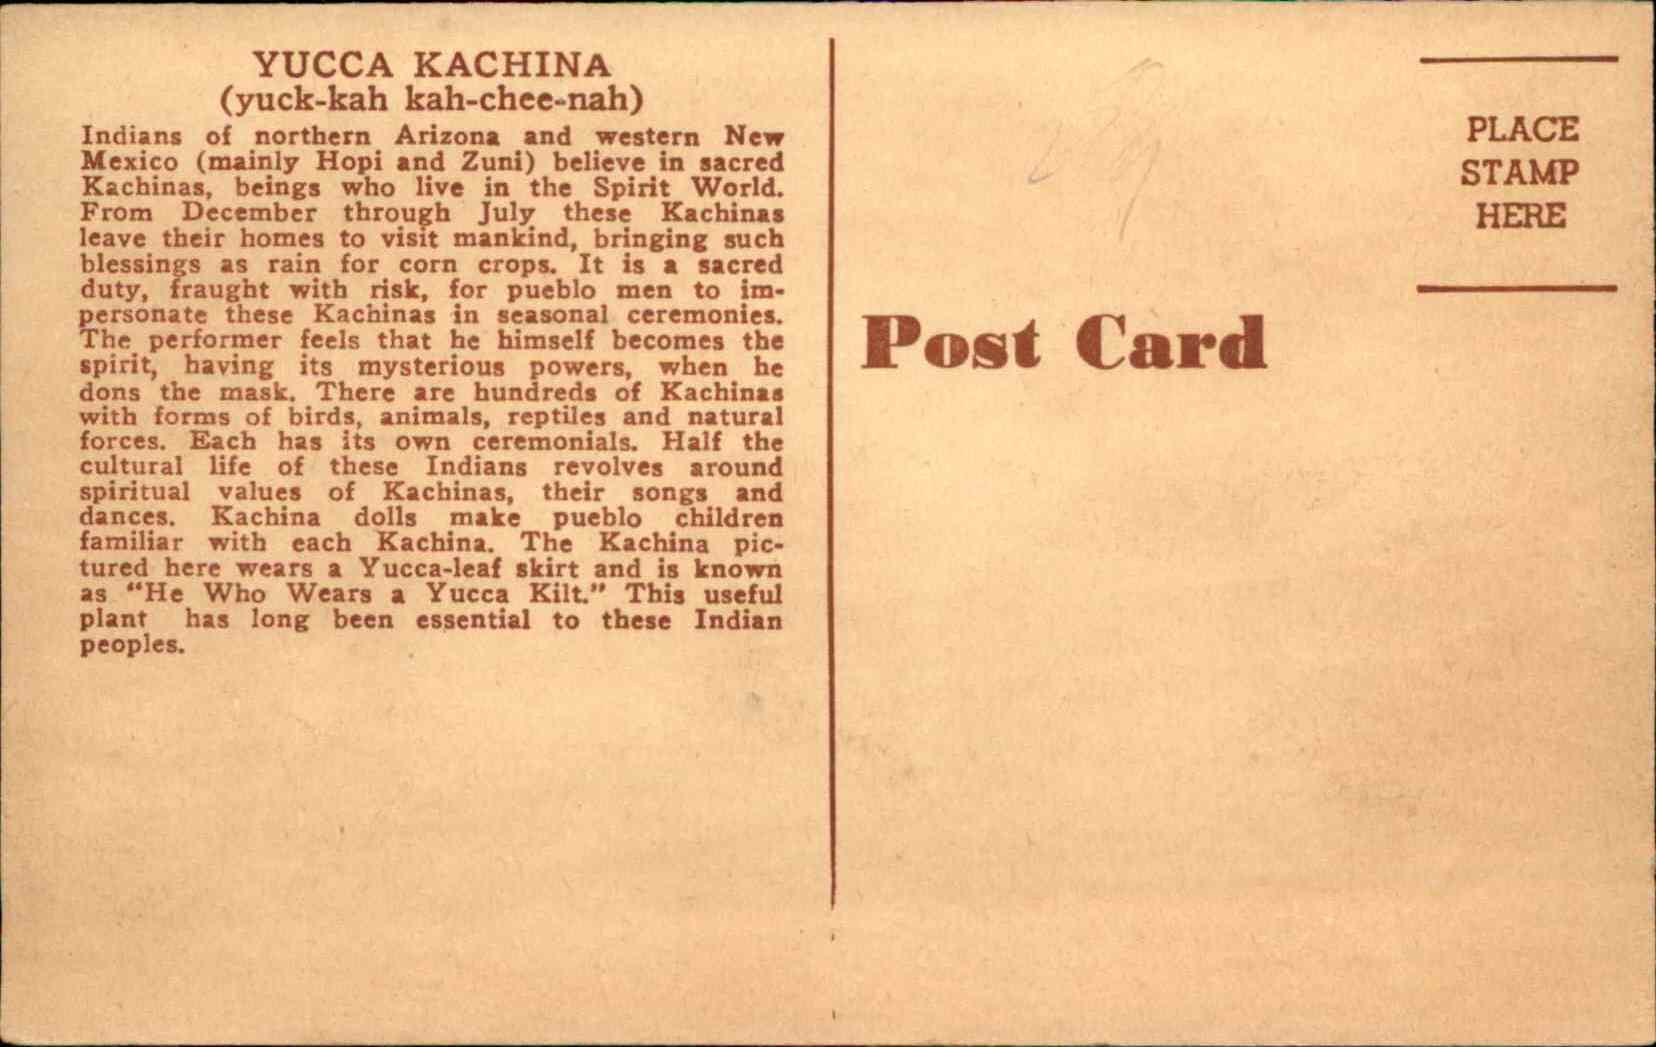 YUCCA KACHINA
(yuck-kah kah-chee-nah)
Indians of northern Arizona and western New
Mexico (mainly Hopi and Zuni) believe in sacred
Kachinas, beings who live in the Spirit World.
From December through July these Kachinas
leave their homes to visit mankind, bringing such
blessings as rain for corn crops. It is a sacred
duty, fraught with risk, for pueblo men to im-
personate these Kachinas in seasonal ceremonies.
The performer feels that he himself becomes the
spirit, having its mysterious powers, when he
dons the mask. There are hundreds of Kachinas
with forms of birds, animals, reptiles and natural
forces. Each has its own ceremonials. Half the
cultural life of these Indians revolves around
spiritual values of Kachinas, their songs and
dances. Kachina dolls make pueblo children
familiar with each Kachina. The Kachina pic-
tured here wears a Yucca-leaf skirt and is known
as "He Who Wears a Yucca Kilt." This useful
plant has long been essential to these Indian
peoples.
PLACE
STAMP
HERE
Post Card